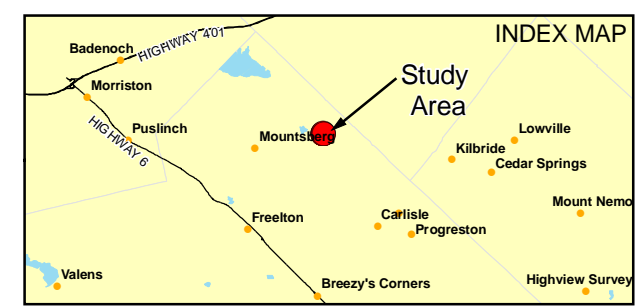 INDEX MAP
Badenoch
HIGHWAY 401
Study
Area
Morriston
Puslinch
HIGHWAY 6
Mountsberg
Lowville
Kilbride
Cedar Springs
Mount Nemo
Freelton
Carlisle
Progreston
Valens
Breezy's Corners
Highview Survey